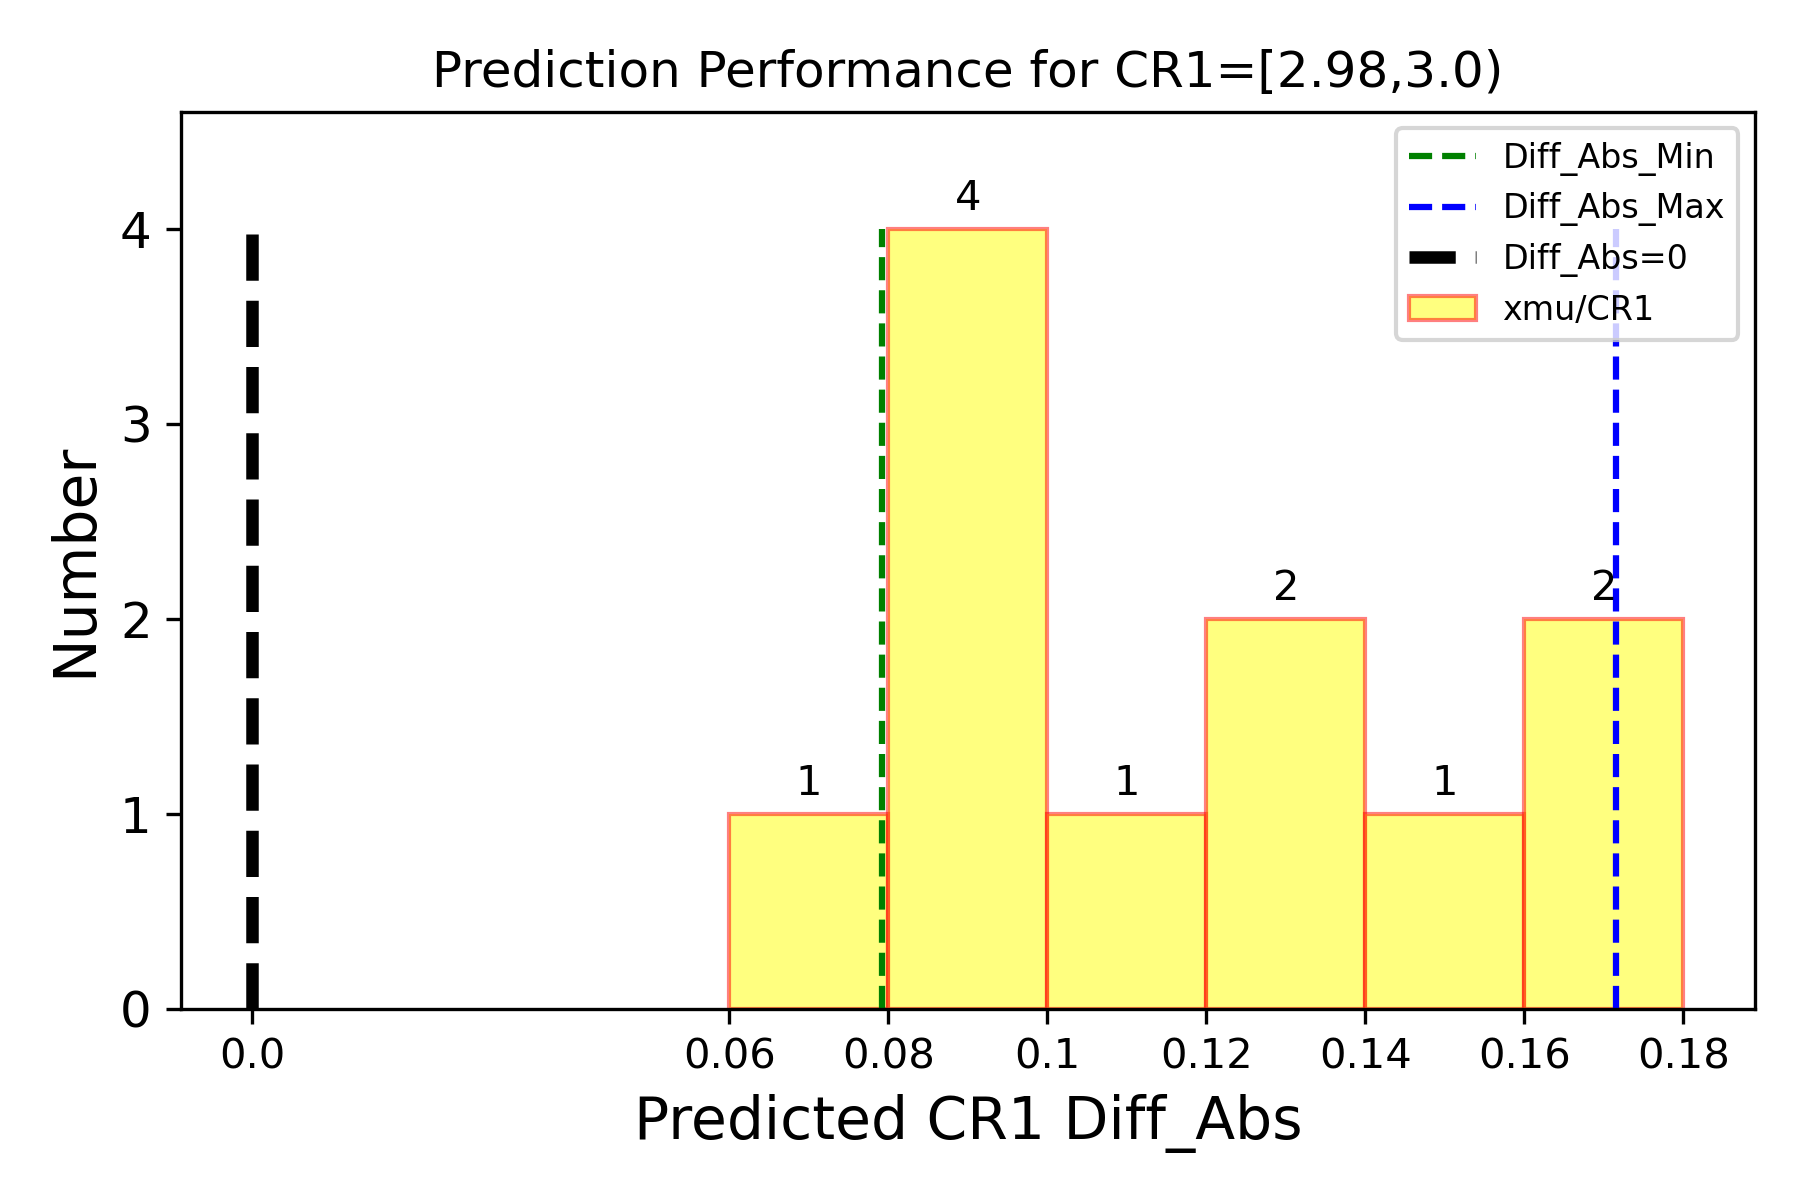 Prediction Performance for CR1=[2.98,3.0)
Diff_Abs_Min
Diff_Abs_Max
Diff_Abs=0
xmu/CR1
4
3
2
1
0
Number
1
4
1
2
1
2
0.0
0.06
0.08
0.1
0.12
0.14
0.16
0.18
Predicted CR1 Diff_Abs